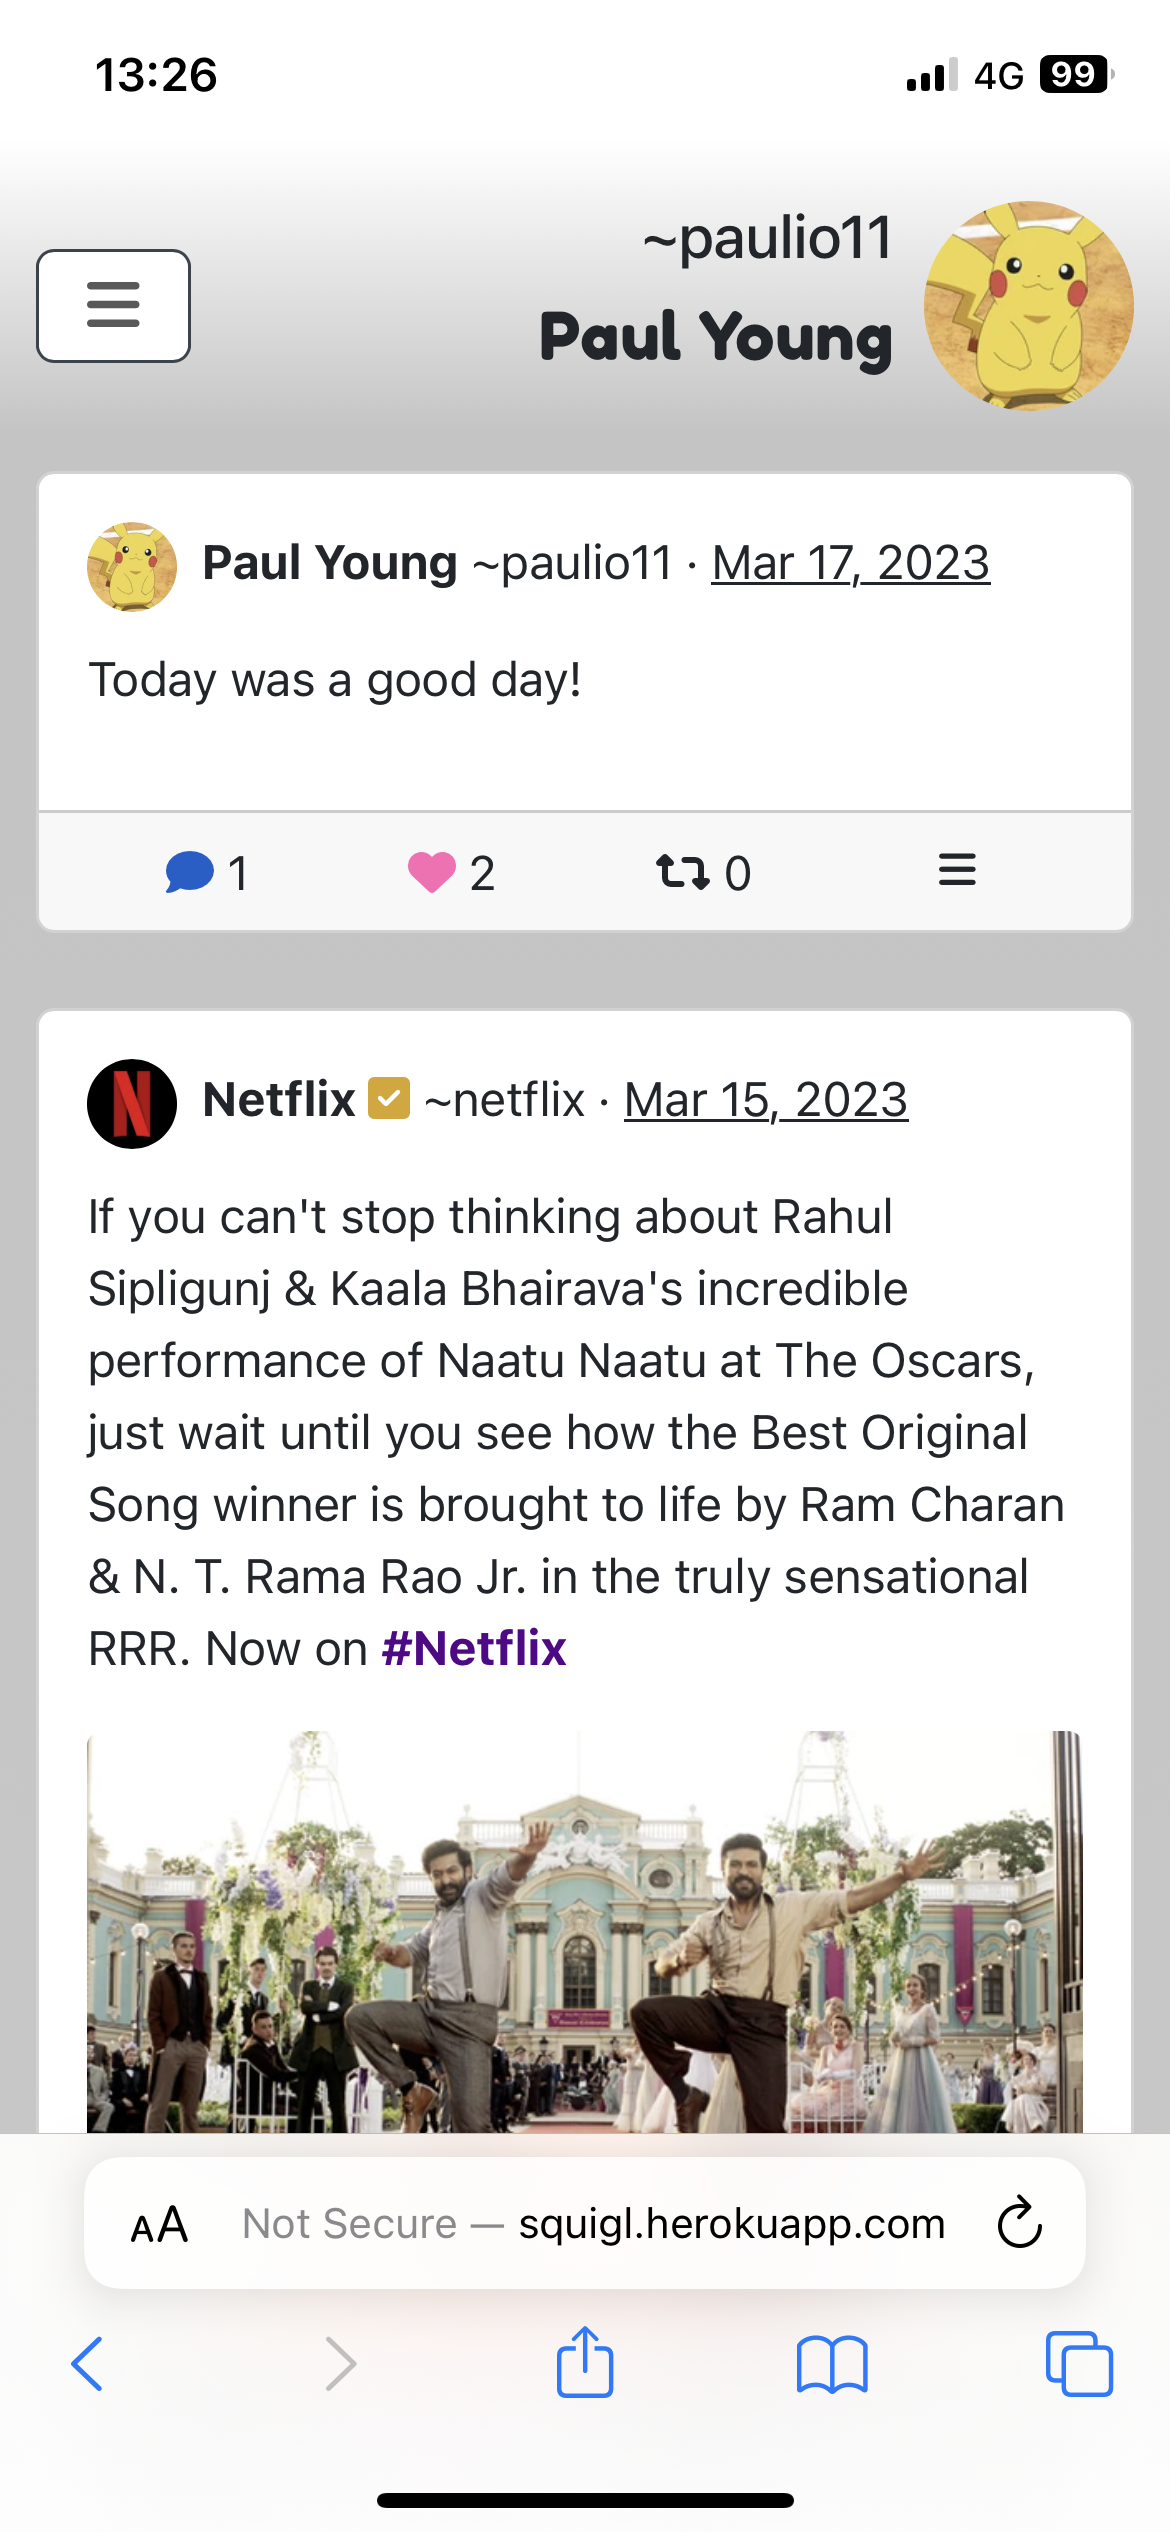 13:26
4G 99
~paulio11
Paul Young
Paul Young ~paulio11 · Mar 17, 2023
Today was a good day!
1 2 0
N
Netflix ~netflix · Mar 15, 2023
If you can't stop thinking about Rahul
Sipligunj & Kaala Bhairava's incredible
performance of Naatu Naatu at The Oscars,
just wait until you see how the Best Original
Song winner is brought to life by Ram Charan
& N. T. Rama Rao Jr. in the truly sensational
RRR. Now on #Netflix
AA Not Secure — squigl.herokuapp.com